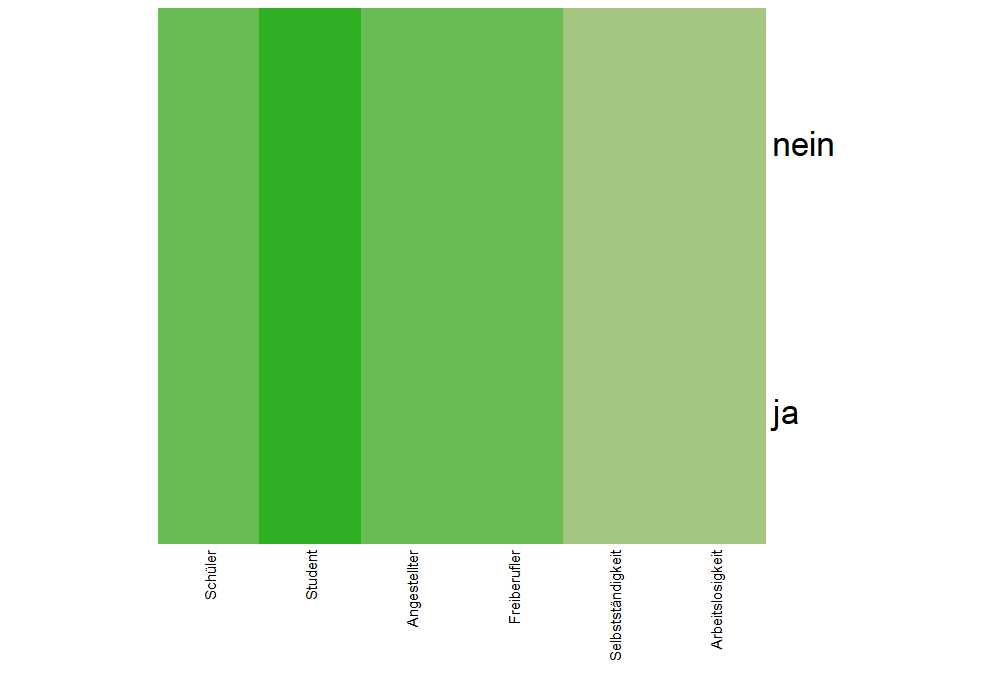 nein
ja
Schüler
Student
Angestellter
Freiberufler
Selbstständigkeit
Arbeitslosigkeit